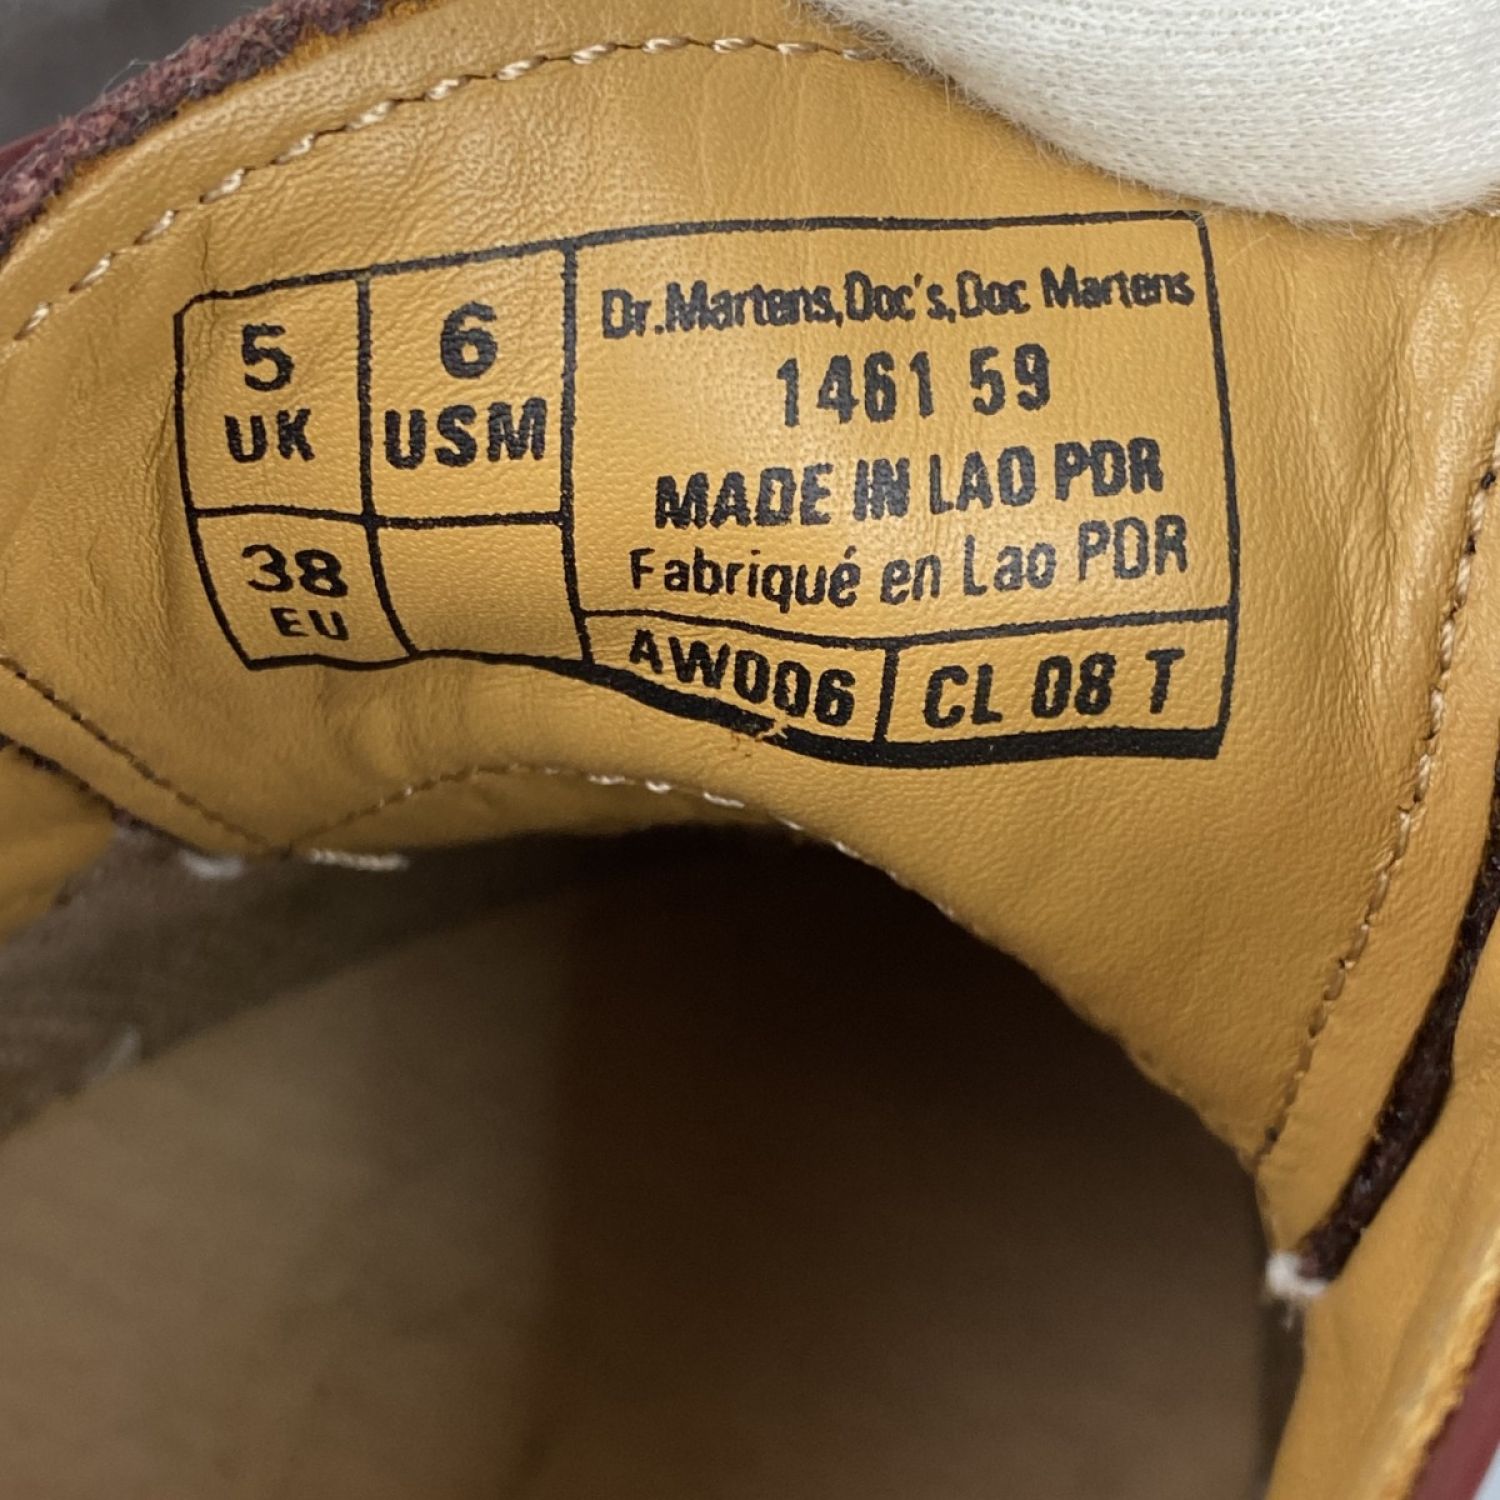 5
UK
6
USM
38
EU
Dr.Martens,Doc's,Doc Martens
1461 59
MADE IN LAO PDR
Fabriqué en Lao PDR
AW006
CL 08 T